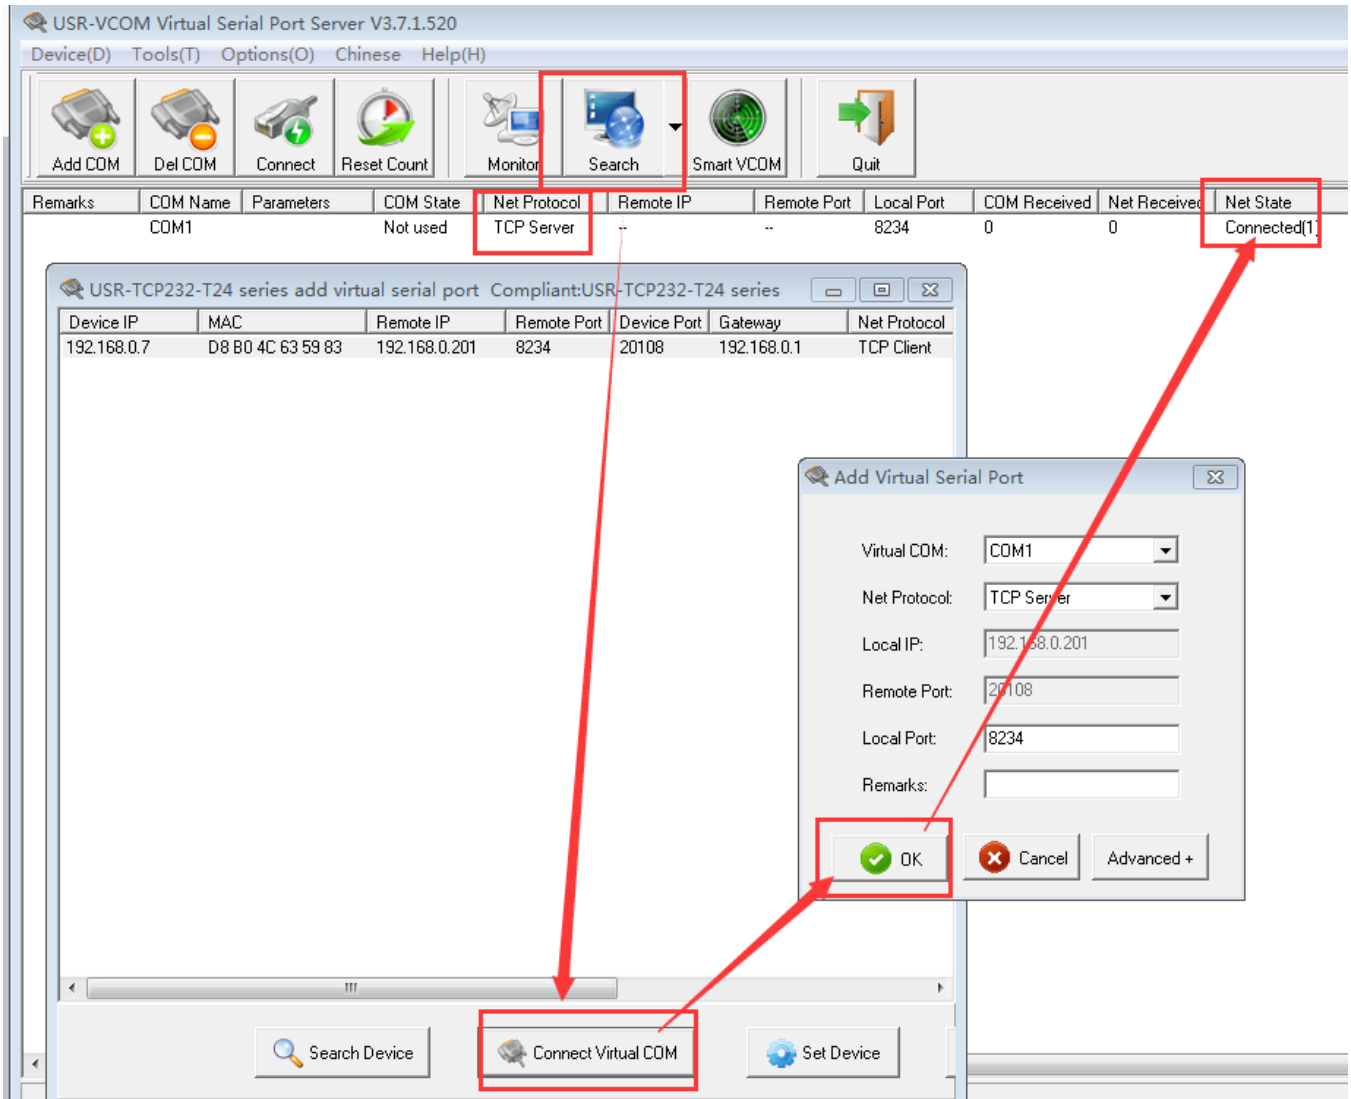 USR-VCOM Virtual Serial Port Server V3.7.1.520
Device(D) Tools(T) Options(O) Chinese Help(H)
Add COM Del COM Connect Reset Count Monitor Search Smart VCOM Quit
Remarks COM Name Parameters COM State Net Protocol Remote IP Remote Port Local Port COM Received Net Received Net State
COM1 Not used TCP Server -- -- 8234 0 0 Connected(1)
USR-TCP232-T24 series add virtual serial port Compliant:USR-TCP232-T24 series
Device IP MAC Remote IP Remote Port Device Port Gateway Net Protocol
192.168.0.7 D8 B0 4C 63 59 83 192.168.0.201 8234 20108 192.168.0.1 TCP Client
Add Virtual Serial Port
Virtual COM: COM1
Net Protocol: TCP Server
Local IP: 192.168.0.201
Remote Port: 20108
Local Port: 8234
Remarks:
OK Cancel Advanced +
Search Device Connect Virtual COM Set Device